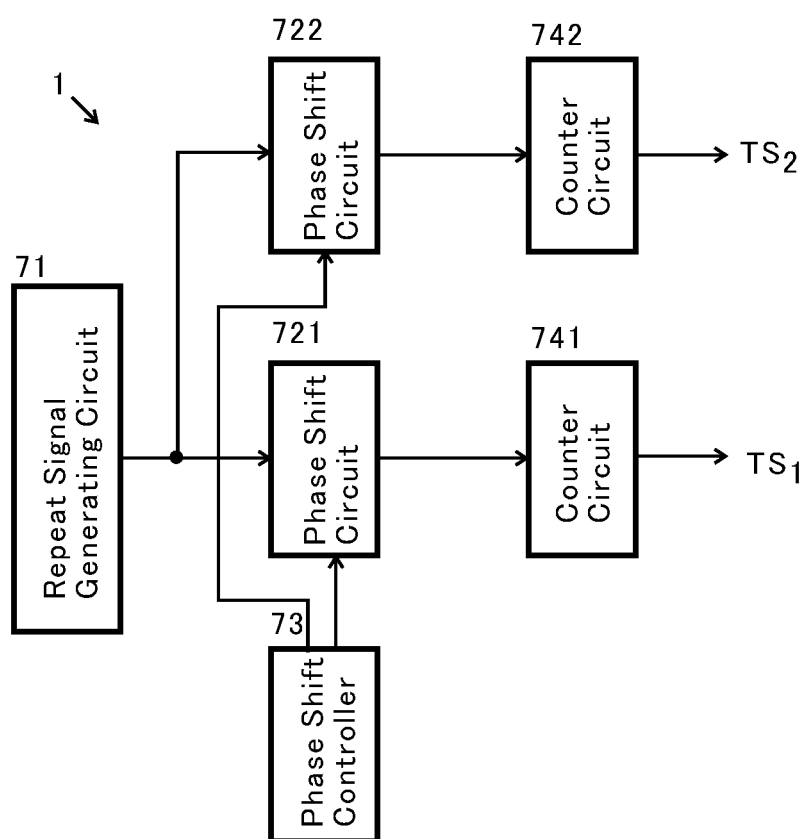 1
722
Phase Shift
Circuit
742
Counter
Circuit
TS2
71
Repeat Signal
Generating Circuit
721
Phase Shift
Circuit
741
Counter
Circuit
TS1
73
Phase Shift
Controller